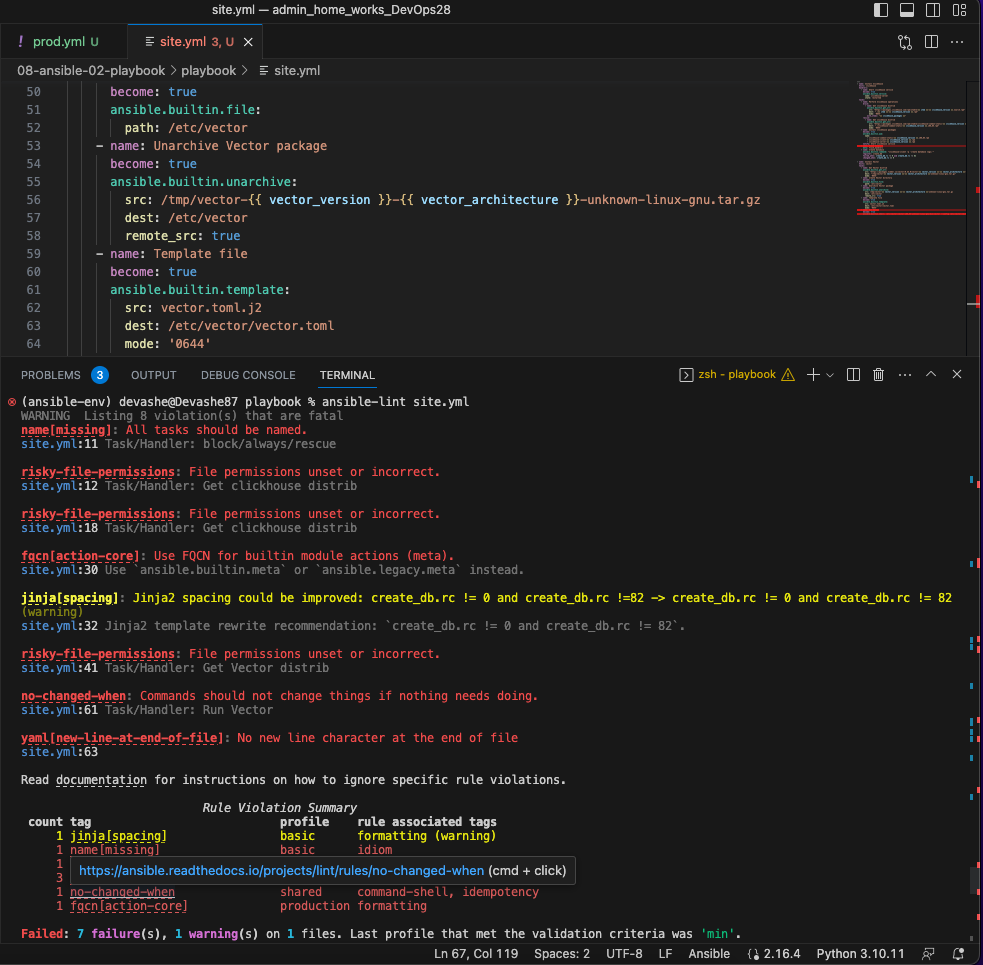 site.yml — admin_home_works_DevOps28
! prod.yml U
site.yml 3, U
08-ansible-02-playbook > playbook > site.yml
50 become: true
51 ansible.builtin.file:
52 path: /etc/vector
53 - name: Unarchive Vector package
54 become: true
55 ansible.builtin.unarchive:
56 src: /tmp/vector-{{ vector_version }}-{{ vector_architecture }}-unknown-linux-gnu.tar.gz
57 dest: /etc/vector
58 remote_src: true
59 - name: Template file
60 become: true
61 ansible.builtin.template:
62 src: vector.toml.j2
63 dest: /etc/vector/vector.toml
64 mode: '0644'
PROBLEMS 3 OUTPUT DEBUG CONSOLE TERMINAL zsh - playbook
(ansible-env) devashe@Devashe87 playbook % ansible-lint site.yml
WARNING  Listing 8 violation(s) that are fatal
name[missing]: All tasks should be named.
site.yml:11 Task/Handler: block/always/rescue
risky-file-permissions: File permissions unset or incorrect.
site.yml:12 Task/Handler: Get clickhouse distrib
risky-file-permissions: File permissions unset or incorrect.
site.yml:18 Task/Handler: Get clickhouse distrib
fqcn[action-core]: Use FQCN for builtin module actions (meta).
site.yml:30 Use `ansible.builtin.meta` or `ansible.legacy.meta` instead.
jinja[spacing]: Jinja2 spacing could be improved: create_db.rc != 0 and create_db.rc !=82 -> create_db.rc != 0 and create_db.rc != 82
(warning)
site.yml:32 Jinja2 template rewrite recommendation: `create_db.rc != 0 and create_db.rc != 82`.
risky-file-permissions: File permissions unset or incorrect.
site.yml:41 Task/Handler: Get Vector distrib
no-changed-when: Commands should not change things if nothing needs doing.
site.yml:61 Task/Handler: Run Vector
yaml[new-line-at-end-of-file]: No new line character at the end of file
site.yml:63
Read documentation for instructions on how to ignore specific rule violations.
Rule Violation Summary
count tag profile rule associated tags
1 jinja[spacing] basic formatting (warning)
1 name[missing] basic idiom
1
https://ansible.readthedocs.io/projects/lint/rules/no-changed-when (cmd + click)
3
1 no-changed-when shared command-shell, idempotency
1 fqcn[action-core] production formatting
Failed: 7 failure(s), 1 warning(s) on 1 files. Last profile that met the validation criteria was 'min'.
Ln 67, Col 119 Spaces: 2 UTF-8 LF Ansible 2.16.4 Python 3.10.11